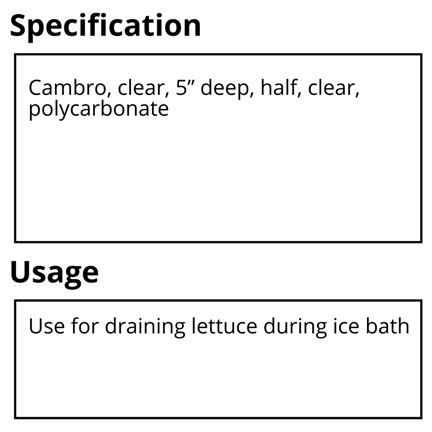 Specification
Cambro, clear, 5” deep, half, clear,
polycarbonate
Usage
Use for draining lettuce during ice bath